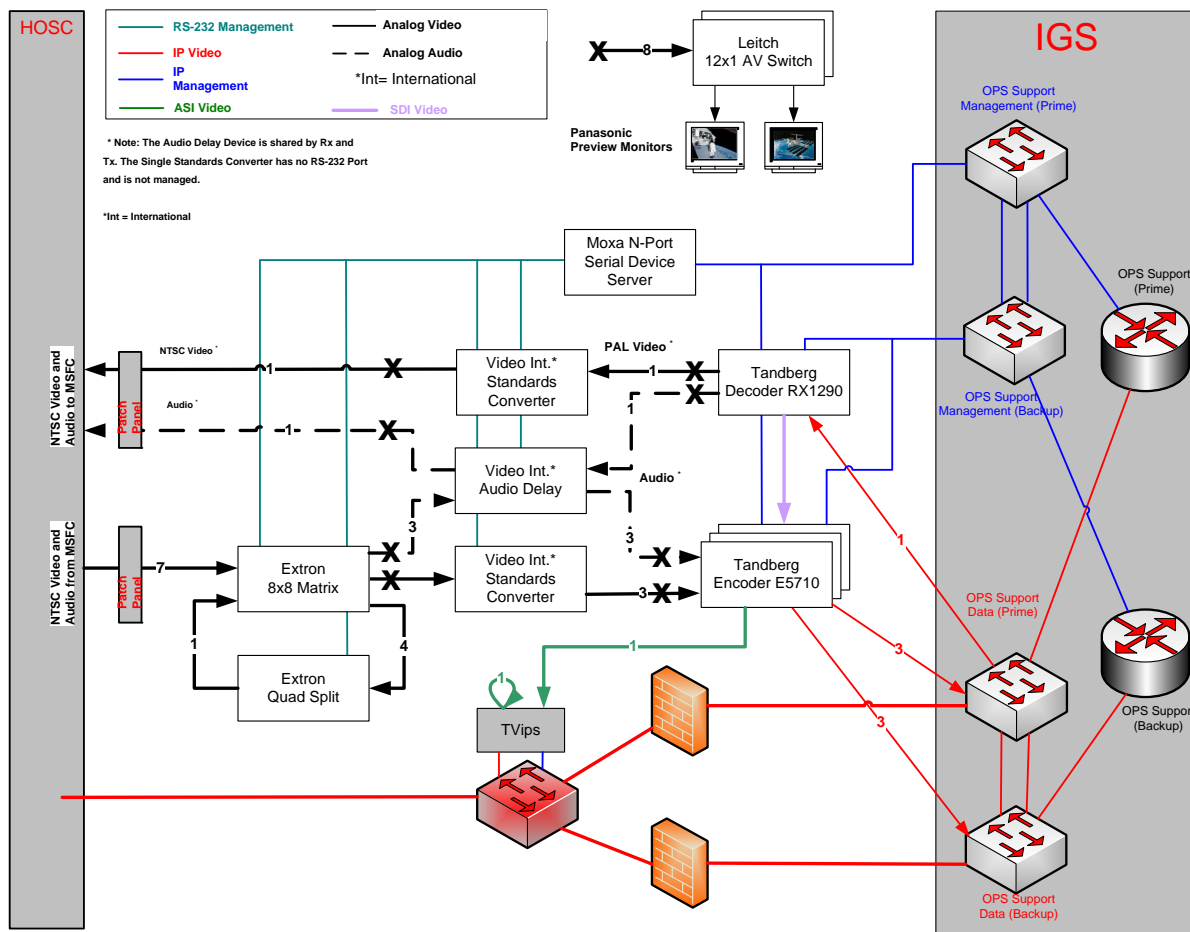 HOSC
RS-232 Management
IP Video
IP
Management
ASI Video
Analog Video
Analog Audio
*Int= International
SDI Video
* Note: The Audio Delay Device is shared by Rx and
Tx. The Single Standards Converter has no RS-232 Port
and is not managed.
*Int = International
8
Leitch
12x1 AV Switch
Panasonic
Preview Monitors
IGS
OPS Support
Management (Prime)
OPS Support
(Prime)
Moxa N-Port
Serial Device
Server
NTSC Video and
Audio to MSFC
Patch
Panel
NTSC Video *
1
Video Int.*
Standards
Converter
PAL Video *
1
Tandberg
Decoder RX1290
OPS Support
Management (Backup)
Audio *
1
1
Video Int.*
Audio Delay
Audio *
3
3
NTSC Video and
Audio from MSFC
Patch
Panel
7
Extron
8x8 Matrix
Video Int.*
Standards
Converter
3
Tandberg
Encoder E5710
1
1
4
Extron
Quad Split
1
1
TVips
3
3
OPS Support
Data (Prime)
OPS Support
(Backup)
OPS Support
Data (Backup)